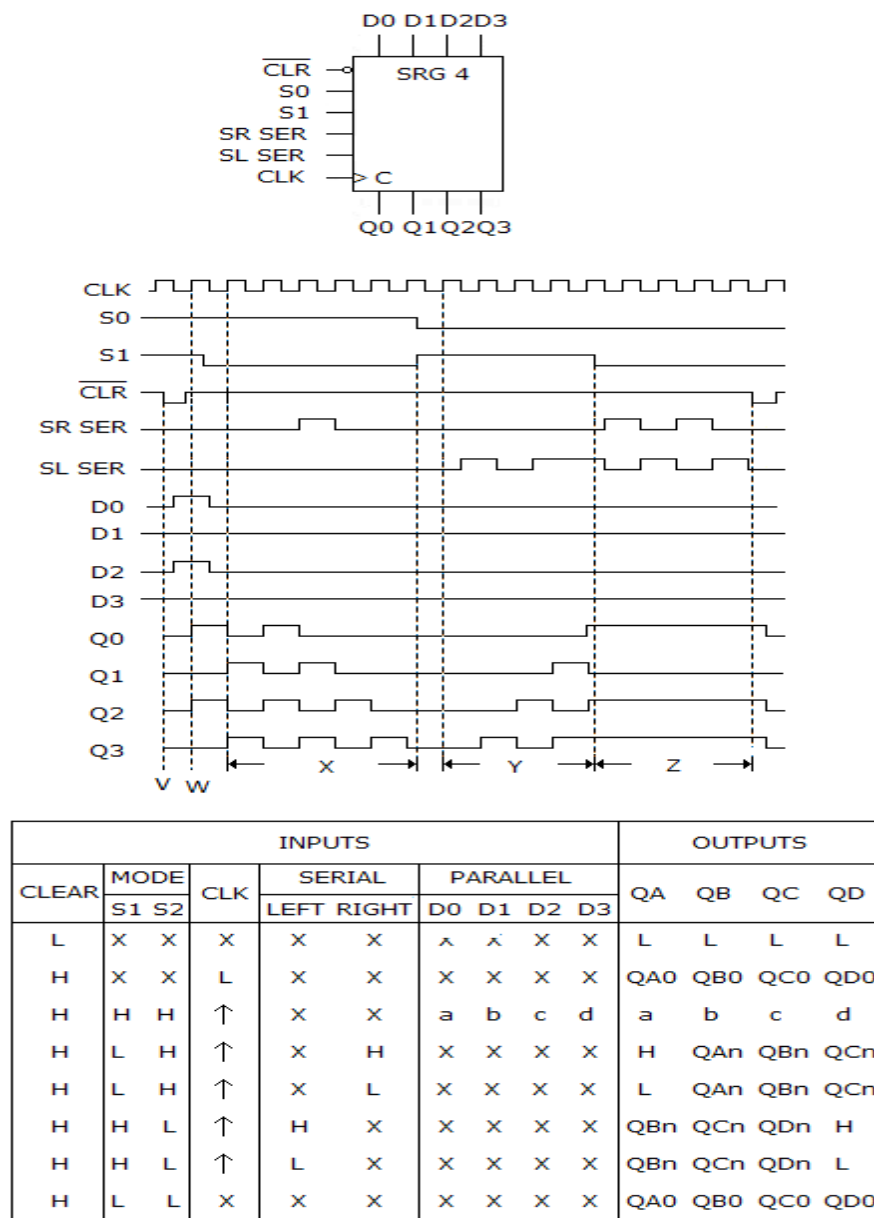 D0 D1 D2 D3
CLR
SRG 4
S0
S1
SR SER
SL SER
CLK
C
Q0 Q1 Q2 Q3
CLK
S0
S1
CLR
SR SER
SL SER
D0
D1
D2
D3
Q0
Q1
Q2
Q3
V W X Y Z
INPUTS OUTPUTS
CLEAR MODE CLK SERIAL PARALLEL QA QB QC QD
S1 S2 LEFT RIGHT D0 D1 D2 D3
L X X X X X X X L L L L
H X X L X X X X X X QA0 QB0 QC0 QD0
H H H ↑ X X a b c d a b c d
H L H ↑ X H X X X X H QAn QBn QCn
H L H ↑ X L X X X X L QAn QBn QCn
H H L ↑ H X X X X X QBn QCn QDn H
H H L ↑ L X X X X X QBn QCn QDn L
H L L X X X X X X X QA0 QB0 QC0 QD0